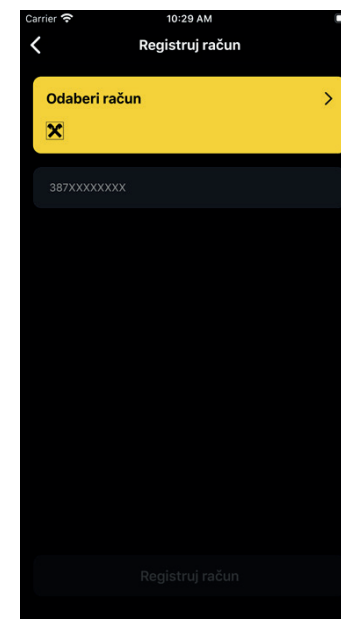 Carrier 10:29 AM
Registruj račun
Odaberi račun
387XXXXXXXX
Registruj račun